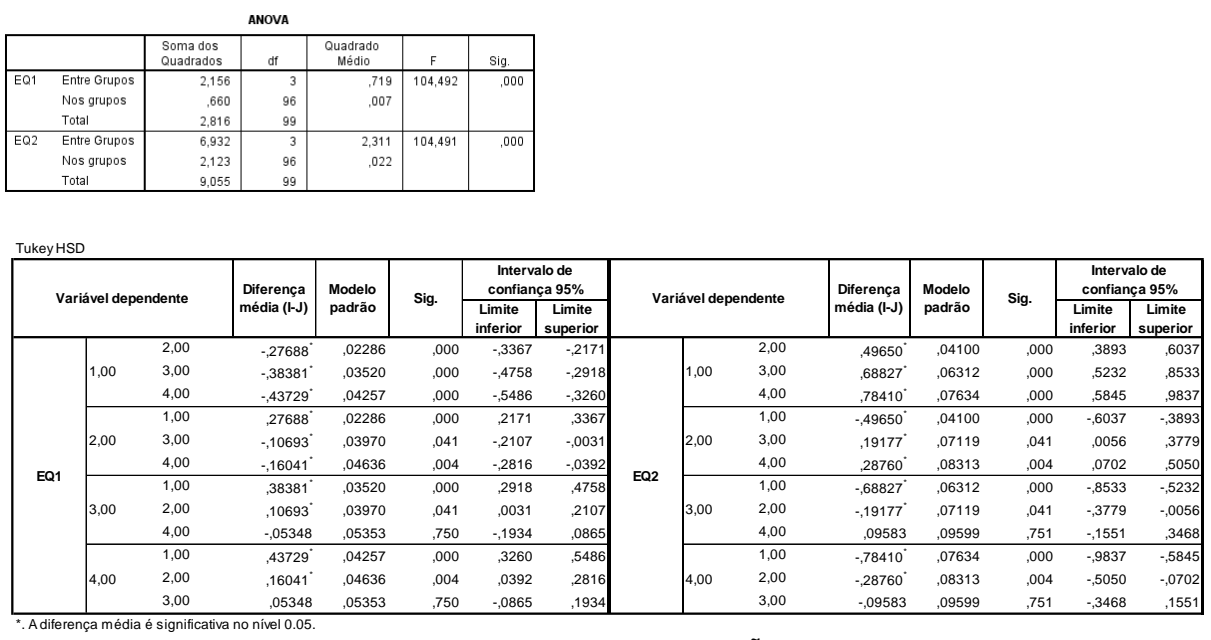 ANOVA
Soma dos Quadrados df Quadrado Médio F Sig.
EQ1 Entre Grupos 2,156 3 ,719 104,492 ,000
Nos grupos ,660 96 ,007
Total 2,816 99
EQ2 Entre Grupos 6,932 3 2,311 104,491 ,000
Nos grupos 2,123 96 ,022
Total 9,055 99
Tukey HSD
Variável dependente Diferença média (I-J) Modelo padrão Sig. Intervalo de confiança 95% Limite inferior Limite superior Variável dependente Diferença média (I-J) Modelo padrão Sig. Intervalo de confiança 95% Limite inferior Limite superior
EQ1 1,00 2,00 -,27688* ,02286 ,000 -,3367 -,2171 EQ2 1,00 2,00 ,49650* ,04100 ,000 ,3893 ,6037
3,00 -,38381* ,03520 ,000 -,4758 -,2918 3,00 ,68827* ,06312 ,000 ,5232 ,8533
4,00 -,43729* ,04257 ,000 -,5486 -,3260 4,00 ,78410* ,07634 ,000 ,5845 ,9837
2,00 1,00 ,27688* ,02286 ,000 ,2171 ,3367 2,00 1,00 -,49650* ,04100 ,000 -,6037 -,3893
3,00 -,10693* ,03970 ,041 -,2107 -,0031 3,00 ,19177* ,07119 ,041 ,0056 ,3779
4,00 -,16041* ,04636 ,004 -,2816 -,0392 4,00 ,28760* ,08313 ,004 ,0702 ,5050
3,00 1,00 ,38381* ,03520 ,000 ,2918 ,4758 3,00 1,00 -,68827* ,06312 ,000 -,8533 -,5232
2,00 ,10693* ,03970 ,041 ,0031 ,2107 2,00 -,19177* ,07119 ,041 -,3779 -,0056
4,00 -,05348 ,05353 ,750 -,1934 ,0865 4,00 ,09583 ,09599 ,751 -,1551 ,3468
4,00 1,00 ,43729* ,04257 ,000 ,3260 ,5486 4,00 1,00 -,78410* ,07634 ,000 -,9837 -,5845
2,00 ,16041* ,04636 ,004 ,0392 ,2816 2,00 -,28760* ,08313 ,004 -,5050 -,0702
3,00 ,05348 ,05353 ,750 -,0865 ,1934 3,00 -,09583 ,09599 ,751 -,3468 ,1551
*. A diferença média é significativa no nível 0.05.